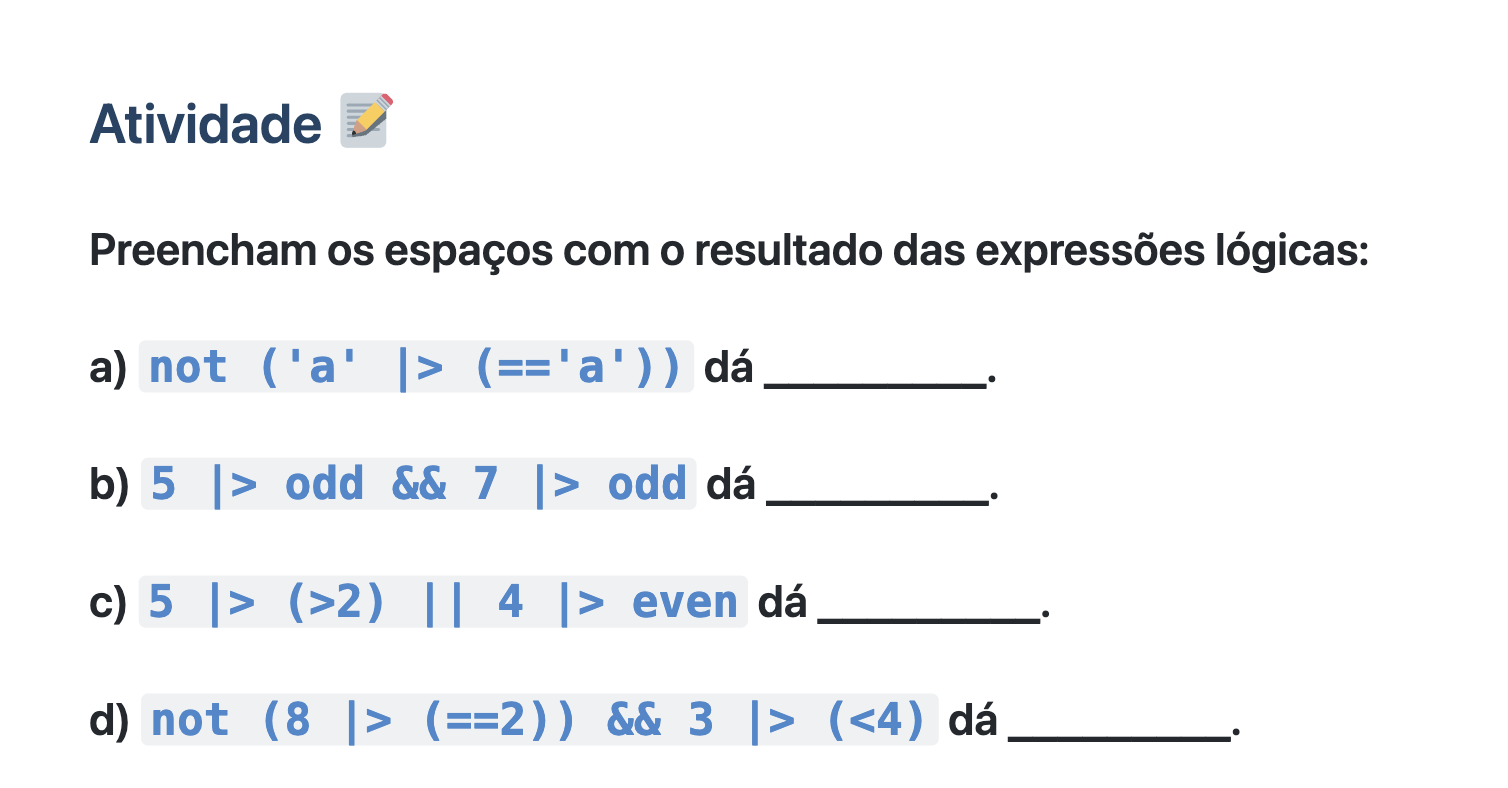 Atividade 📝
Preencham os espaços com o resultado das expressões lógicas:
a) not ('a' |> (=='a')) dá __________.
b) 5 |> odd && 7 |> odd dá __________.
c) 5 |> (>2) || 4 |> even dá __________.
d) not (8 |> (==2)) && 3 |> (<4) dá __________.